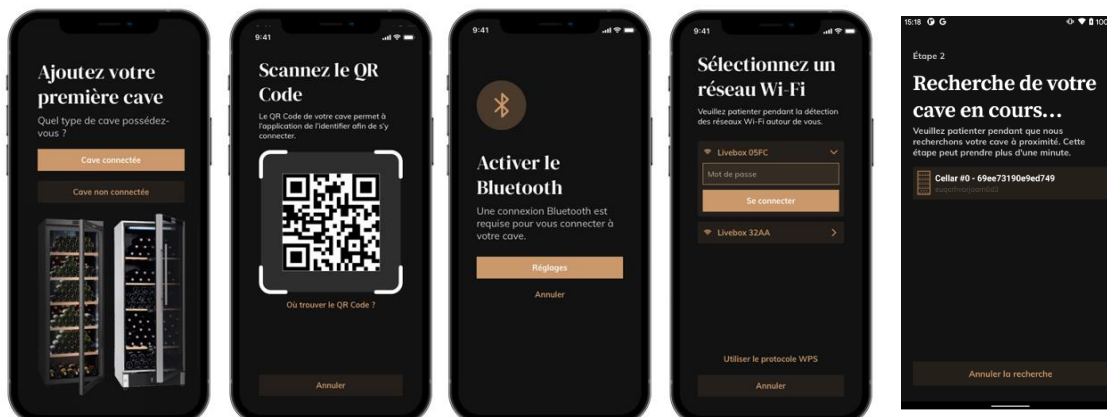 Ajoutez votre
première cave
Quel type de cave possédez-
vous ?
Cave connectée
Cave non connectée
9:41
Scannez le QR
Code
Le QR Code de votre cave permet à
l'application de l'identifier afin de s'y
connecter.
Où trouver le QR Code ?
Annuler
9:41
Activer le
Bluetooth
Une connexion Bluetooth est
requise pour vous connecter à
votre cave.
Réglages
Annuler
9:41
Sélectionnez un
réseau Wi-Fi
Veuillez patienter pendant la détection
des réseaux Wi-Fi autour de vous.
Livebox 05FC
Mot de passe
Se connecter
Livebox 32AA
Utiliser le protocole WPS
Annuler
15:18 G
100
Étape 2
Recherche de votre
cave en cours...
Veuillez patienter pendant que nous
recherchons votre cave à proximité. Cette
étape peut prendre plus d'une minute.
Cellar #0 - 69ee73190e9ed749
Annuler la recherche